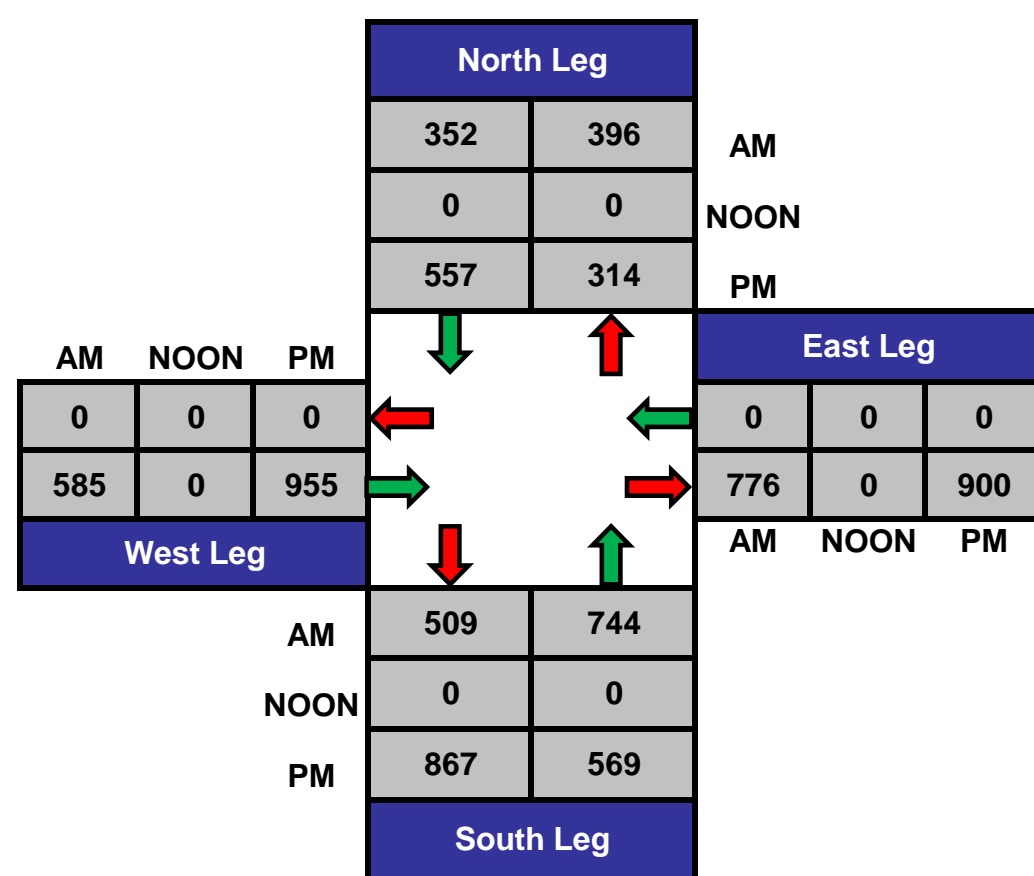 North Leg
352 396 AM
0 0 NOON
557 314 PM
East Leg
AM NOON PM
0 0 0 0 0 0
585 0 955 776 0 900
West Leg
AM NOON PM
AM 509 744
NOON 0 0
PM 867 569
South Leg